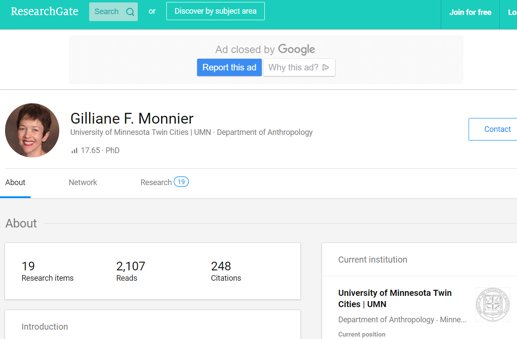 ResearchGate Search or Discover by subject area Join for free
Ad closed by Google
Report this ad Why this ad?
Gilliane F. Monnier
University of Minnesota Twin Cities | UMN · Department of Anthropology
Contact
17.65 · PhD
About Network Research 19
About
19 2,107 248
Research items Reads Citations
Current institution
University of Minnesota Twin
Cities | UMN
Department of Anthropology · Minne...
Current position
Introduction